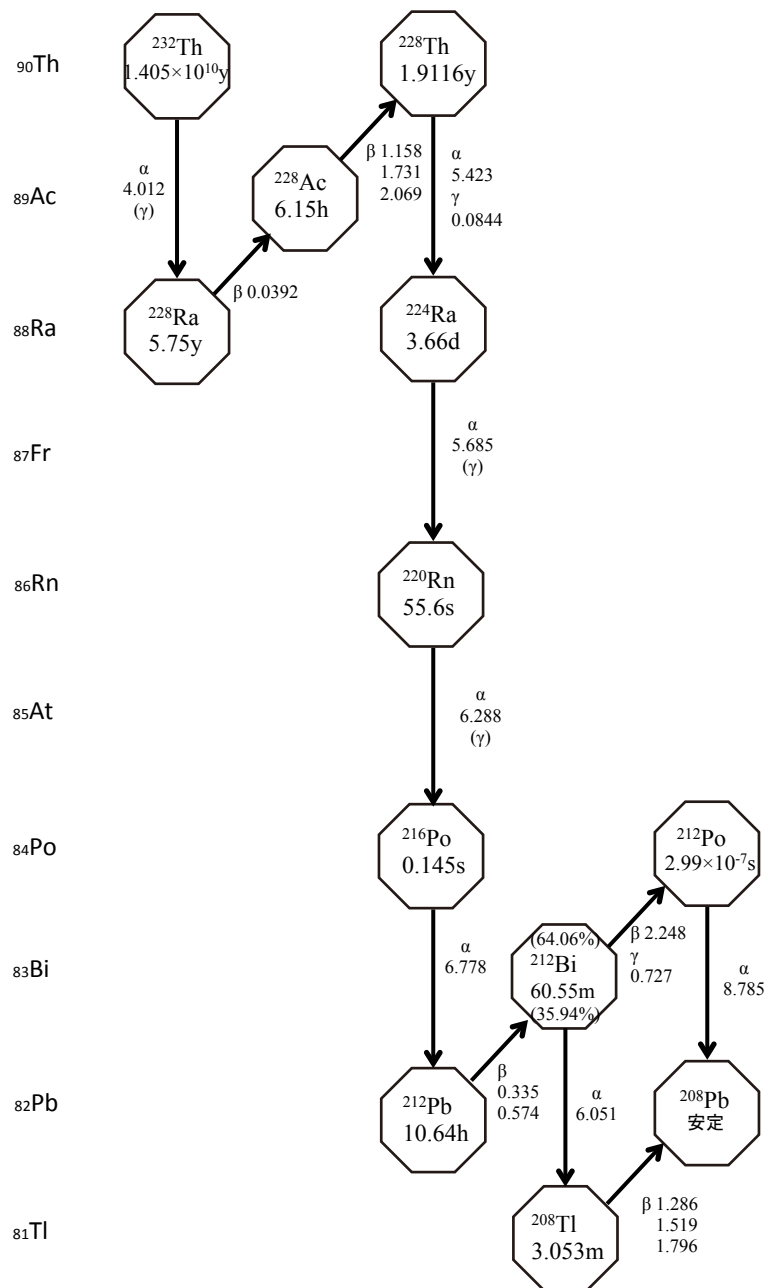 ₉₀Th
²³²Th
1.405×10¹⁰y
²²⁸Th
1.9116y
α
4.012
(γ)
β 1.158
1.731
2.069
α
5.423
γ
0.0844
₈₉Ac
²²⁸Ac
6.15h
β 0.0392
₈₈Ra
²²⁸Ra
5.75y
²²⁴Ra
3.66d
₈₇Fr
α
5.685
(γ)
₈₆Rn
²²⁰Rn
55.6s
₈₅At
α
6.288
(γ)
₈₄Po
²¹⁶Po
0.145s
²¹²Po
2.99×10⁻⁷s
₈₃Bi
α
6.778
(64.06%)
²¹²Bi
60.55m
(35.94%)
β 2.248
γ
0.727
α
8.785
₈₂Pb
²¹²Pb
10.64h
β
0.335
0.574
α
6.051
²⁰⁸Pb
安定
₈₁Tl
²⁰⁸Tl
3.053m
β 1.286
1.519
1.796